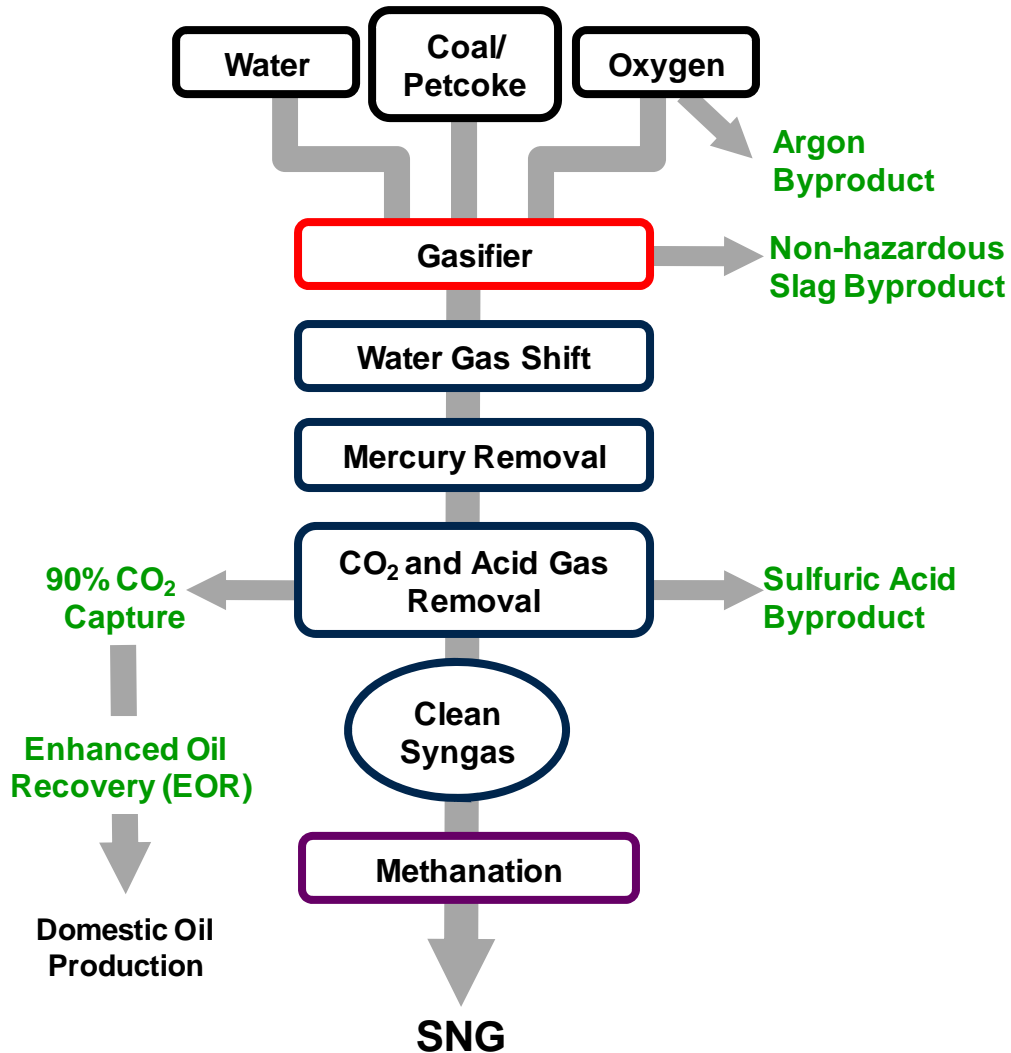 Water
Coal/
Petcoke
Oxygen
Argon
Byproduct
Gasifier
Non-hazardous
Slag Byproduct
Water Gas Shift
Mercury Removal
CO₂ and Acid Gas
Removal
90% CO₂
Capture
Sulfuric Acid
Byproduct
Clean
Syngas
Enhanced Oil
Recovery (EOR)
Methanation
Domestic Oil
Production
SNG